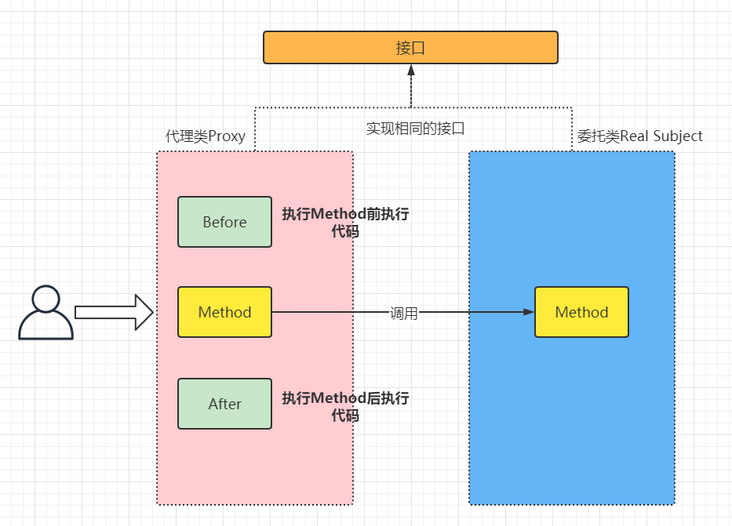 接口
实现相同的接口
代理类Proxy
委托类Real Subject
Before
执行Method前执行
代码
Method
调用
Method
After
执行Method后执行
代码